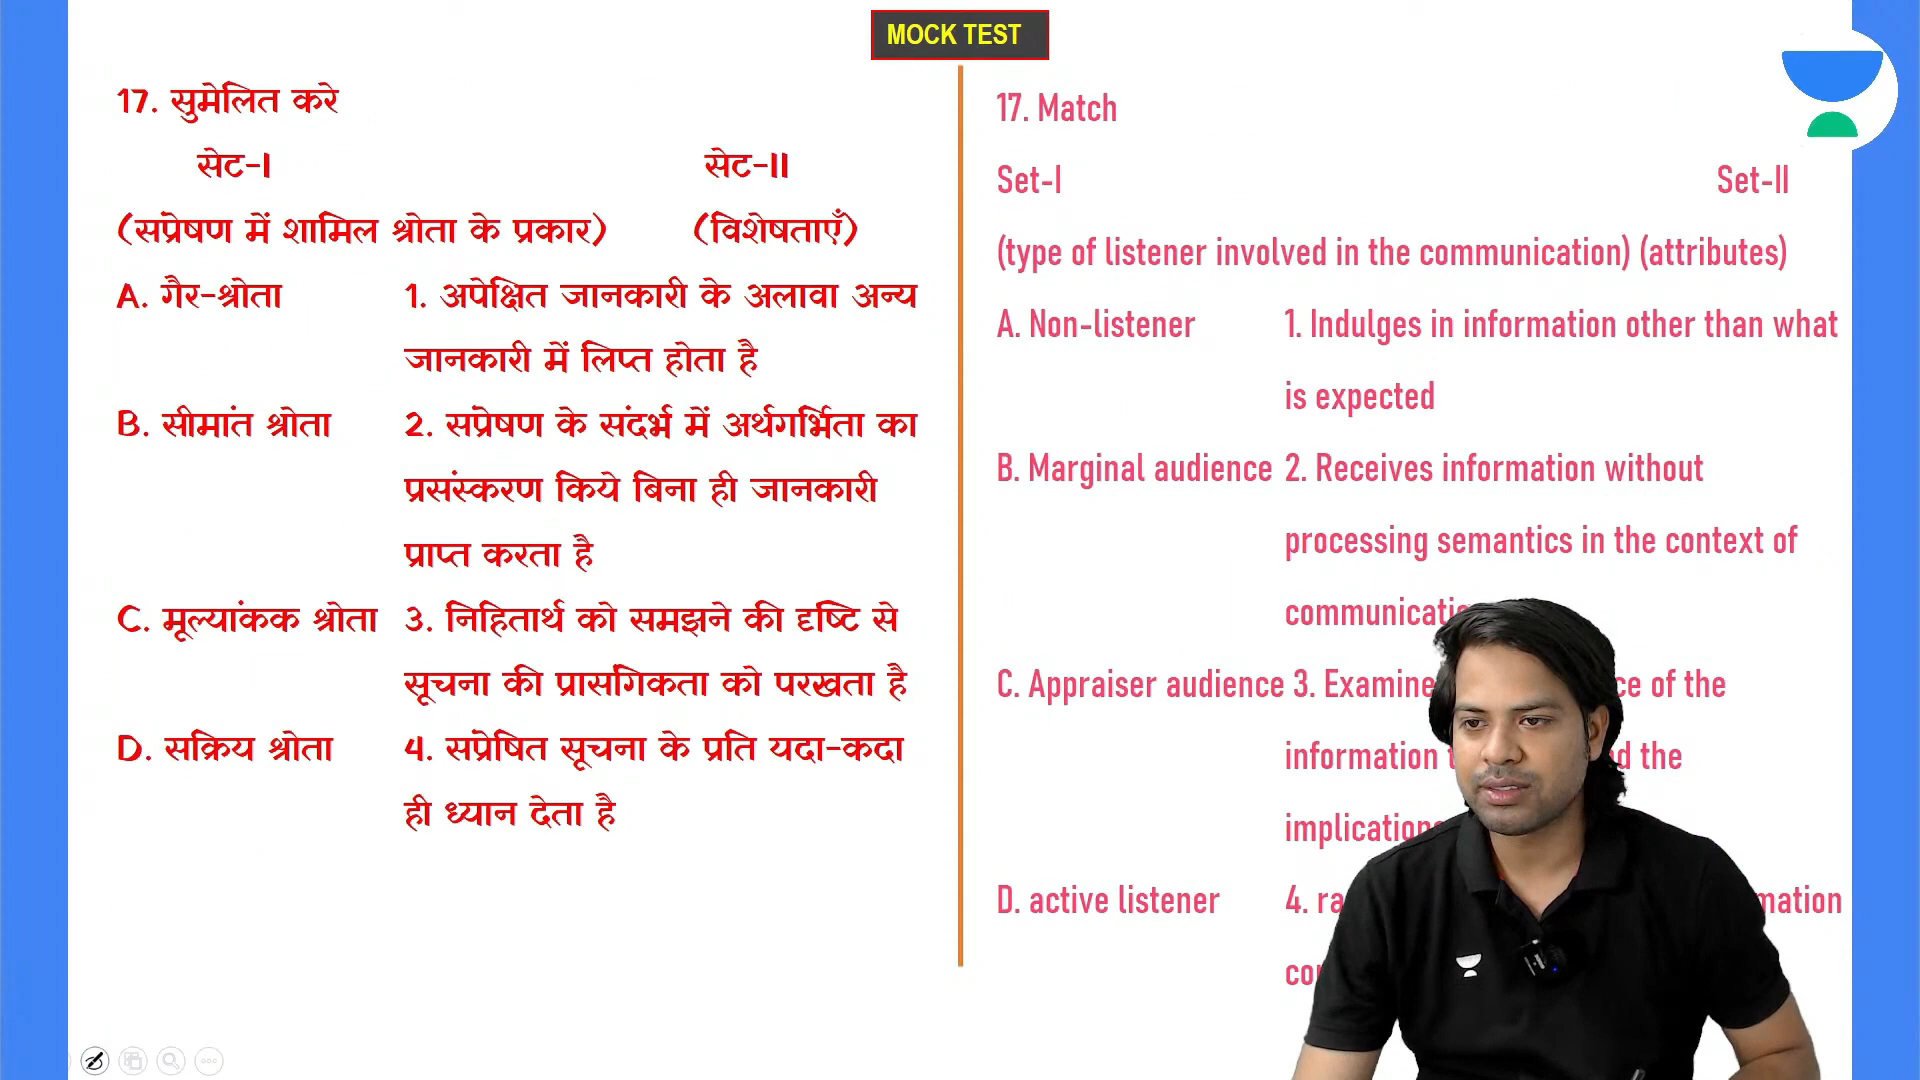 MOCK TEST
17. सुमेलित करे
सेट-I सेट-II
(सप्रेषण में शामिल श्रोता के प्रकार) (विशेषताएँ)
A. गैर-श्रोता 1. अपेक्षित जानकारी के अलावा अन्य
जानकारी में लिप्त होता है
B. सीमांत श्रोता 2. सप्रेषण के संदर्भ में अर्थगर्भिता का
प्रसंस्करण किये बिना ही जानकारी
प्राप्त करता है
C. मूल्यांकक श्रोता 3. निहितार्थ को समझने की दृष्टि से
सूचना की प्रासंगिकता को परखता है
D. सक्रिय श्रोता 4. सप्रेषित सूचना के प्रति यदा-कदा
ही ध्यान देता है
17. Match
Set-I Set-II
(type of listener involved in the communication) (attributes)
A. Non-listener 1. Indulges in information other than what
is expected
B. Marginal audience 2. Receives information without
processing semantics in the context of
C. Appraiser audience 3. of the
information the
D. active listener 4.